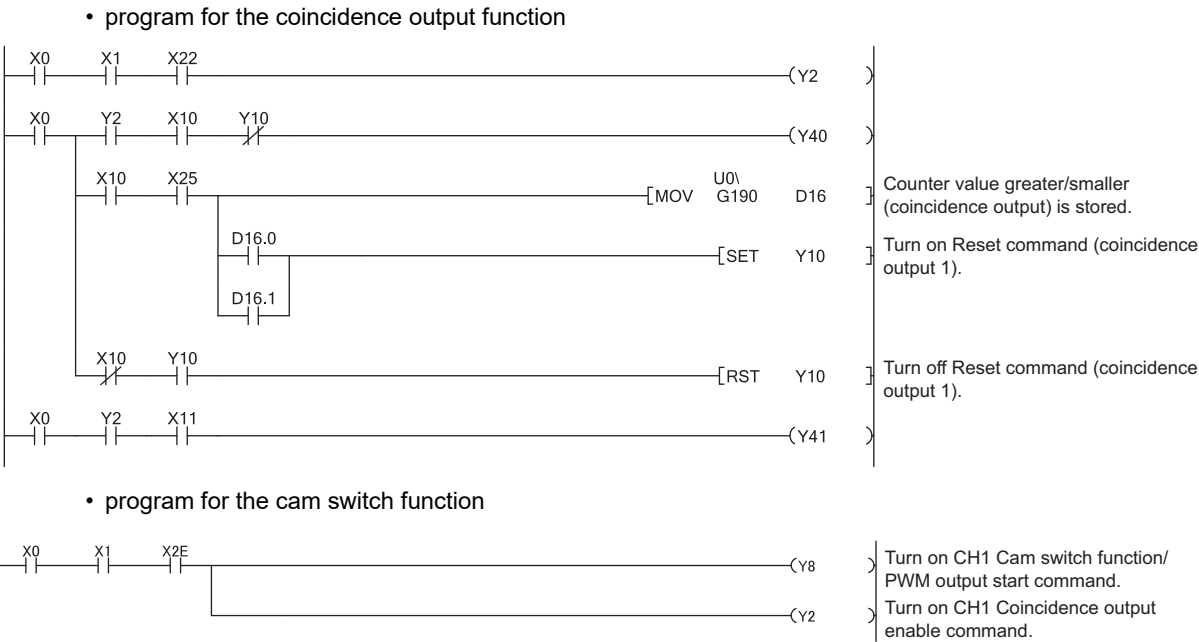 • program for the coincidence output function
X0 X1 X22
Y2
X0 Y2 X10 Y10
Y40
X10 X25
MOV U0\ G190 D16
Counter value greater/smaller
(coincidence output) is stored.
D16.0
SET Y10
Turn on Reset command (coincidence
output 1).
D16.1
X10 Y10
RST Y10
Turn off Reset command (coincidence
output 1).
X0 Y2 X11
Y41
• program for the cam switch function
X0 X1 X2E
Y8
Turn on CH1 Cam switch function/
PWM output start command.
Y2
Turn on CH1 Coincidence output
enable command.